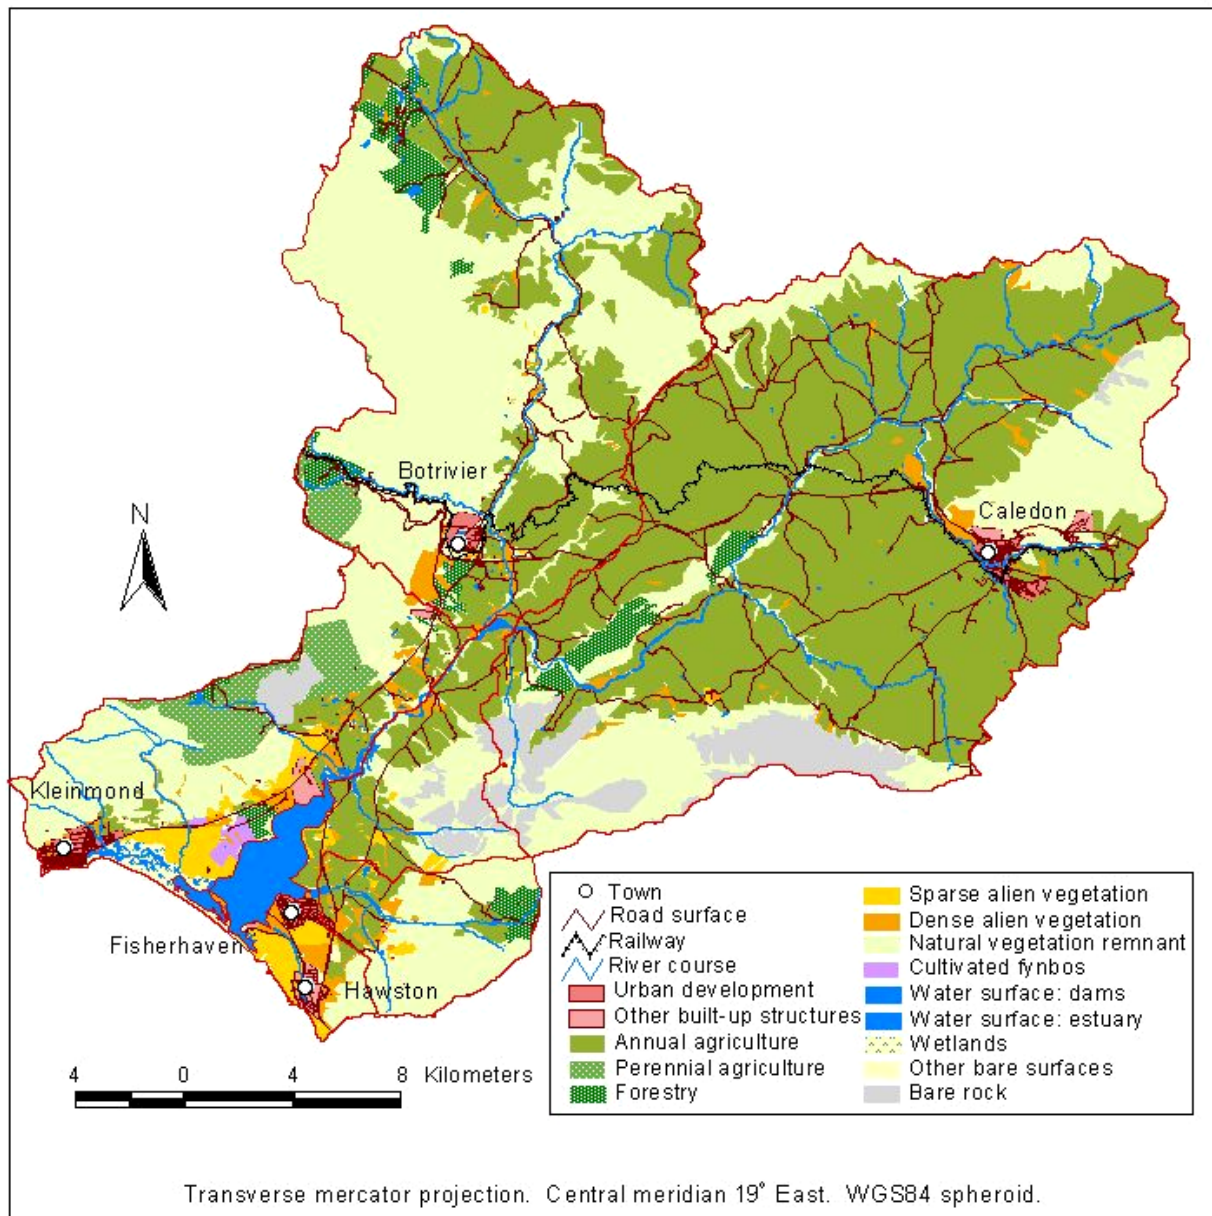 Botrivier
N
Caledon
Kleinmond
Fisherhaven
Hawston
Town
Road surface
Railway
River course
Urban development
Other built-up structures
Annual agriculture
Perennial agriculture
Forestry
Sparse alien vegetation
Dense alien vegetation
Natural vegetation remnant
Cultivated fynbos
Water surface: dams
Water surface: estuary
Wetlands
Other bare surfaces
Bare rock
4 0 4 8 Kilometers
Transverse mercator projection. Central meridian 19° East. WGS84 spheroid.